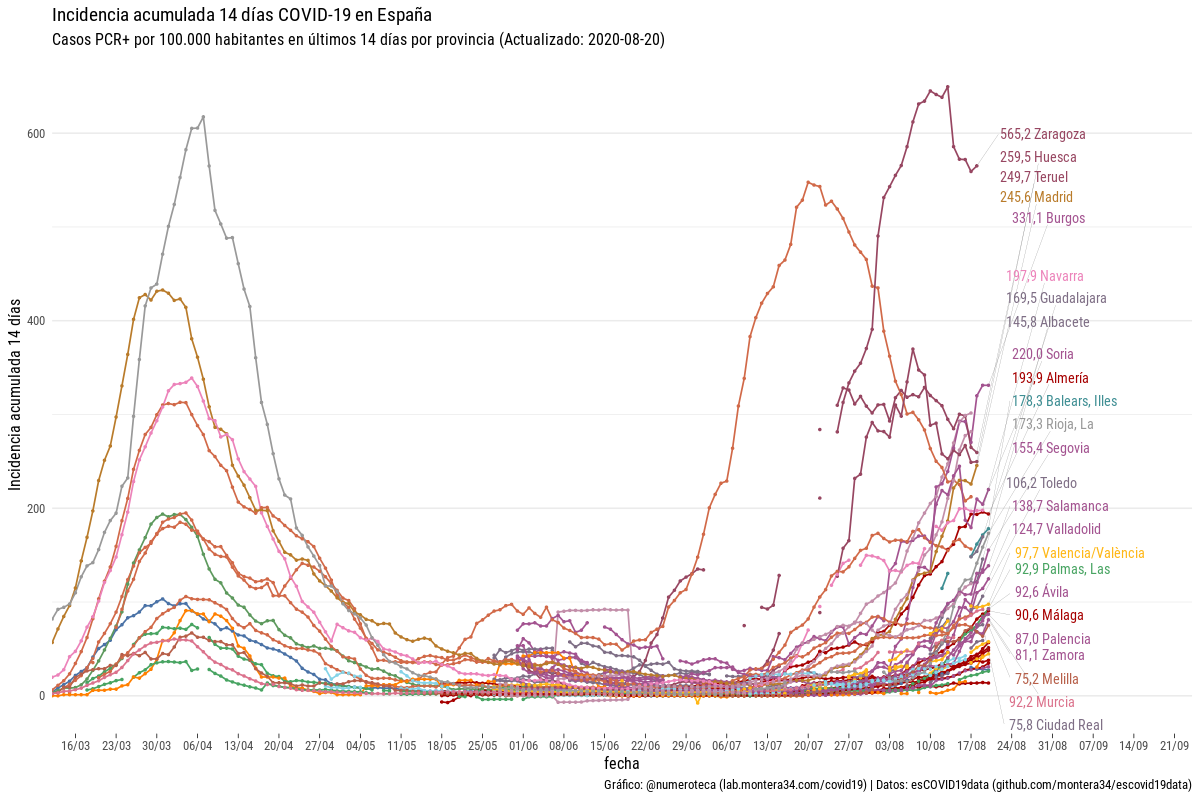 Incidencia acumulada 14 días COVID-19 en España
Casos PCR+ por 100.000 habitantes en últimos 14 días por provincia (Actualizado: 2020-08-20)
Incidencia acumulada 14 días
600
400
200
0
565,2 Zaragoza
259,5 Huesca
249,7 Teruel
245,6 Madrid
331,1 Burgos
197,9 Navarra
169,5 Guadalajara
145,8 Albacete
220,0 Soria
193,9 Almería
178,3 Balears, Illes
173,3 Rioja, La
155,4 Segovia
106,2 Toledo
138,7 Salamanca
124,7 Valladolid
97,7 Valencia/València
92,9 Palmas, Las
92,6 Ávila
90,6 Málaga
87,0 Palencia
81,1 Zamora
75,2 Melilla
92,2 Murcia
75,8 Ciudad Real
16/03 23/03 30/03 06/04 13/04 20/04 27/04 04/05 11/05 18/05 25/05 01/06 08/06 15/06 22/06 29/06 06/07 13/07 20/07 27/07 03/08 10/08 17/08 24/08 31/08 07/09 14/09 21/09
fecha
Gráfico: @numeroteca (lab.montera34.com/covid19) | Datos: esCOVID19data (github.com/montera34/escovid19data)